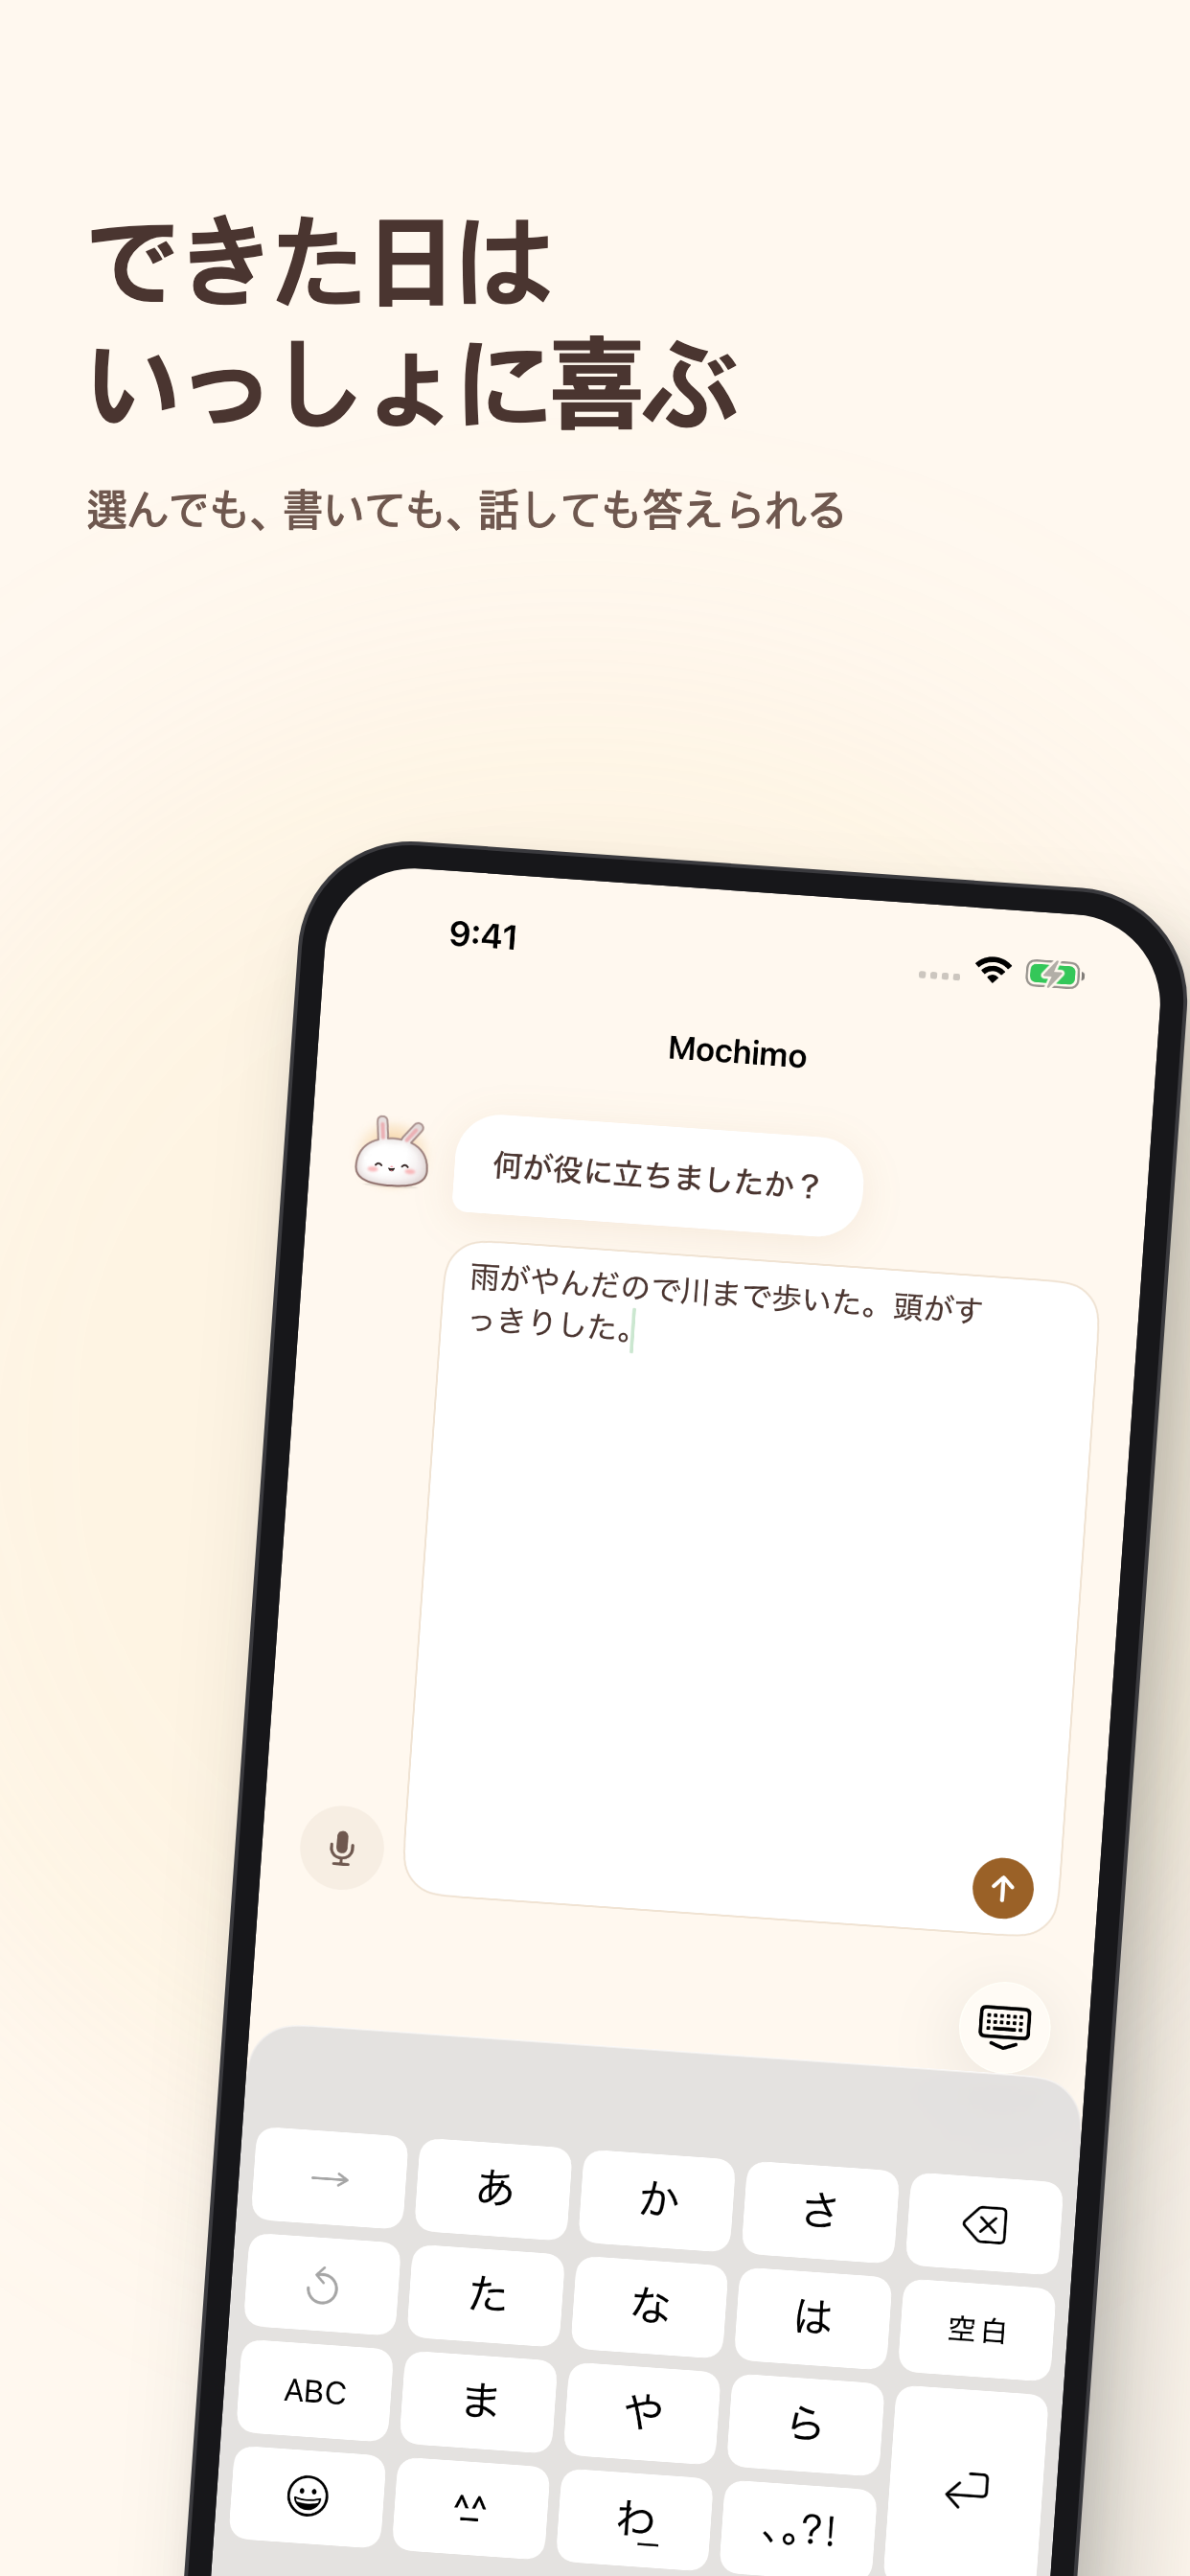 できた日は
いっしょに喜ぶ
選んでも、書いても、話しても答えられる
9:41
Mochimo
何が役に立ちましたか？
雨がやんだので川まで歩いた。頭がす
っきりした。
→ あ か さ
た な は 空白
ABC ま や ら
^^ わ_ 、。?!